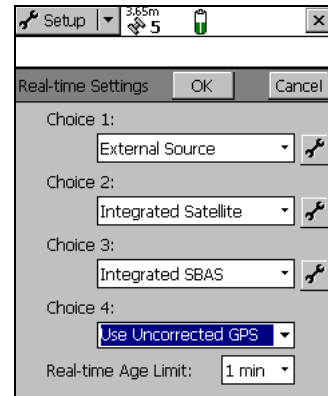 Setup 3.65m 5
Real-time Settings OK Cancel
Choice 1:
External Source
Choice 2:
Integrated Satellite
Choice 3:
Integrated SBAS
Choice 4:
Use Uncorrected GPS
Real-time Age Limit: 1 min